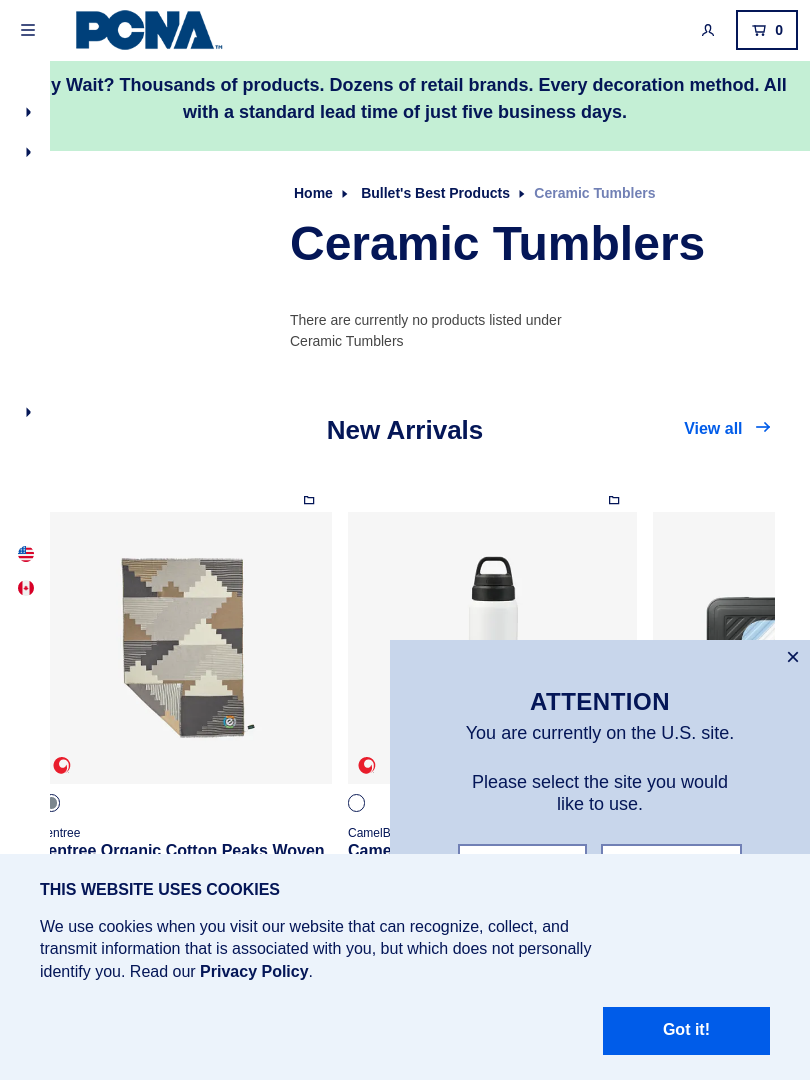 PCNA™
0
y Wait? Thousands of products. Dozens of retail brands. Every decoration method. All
with a standard lead time of just five business days.
Home
Bullet's Best Products
Ceramic Tumblers
Ceramic Tumblers
There are currently no products listed under
Ceramic Tumblers
New Arrivals
View all
entree
entree Organic Cotton Peaks Woven
CamelB
Came
ATTENTION
You are currently on the U.S. site.
Please select the site you would
like to use.
THIS WEBSITE USES COOKIES
We use cookies when you visit our website that can recognize, collect, and
transmit information that is associated with you, but which does not personally
identify you. Read our Privacy Policy.
Got it!